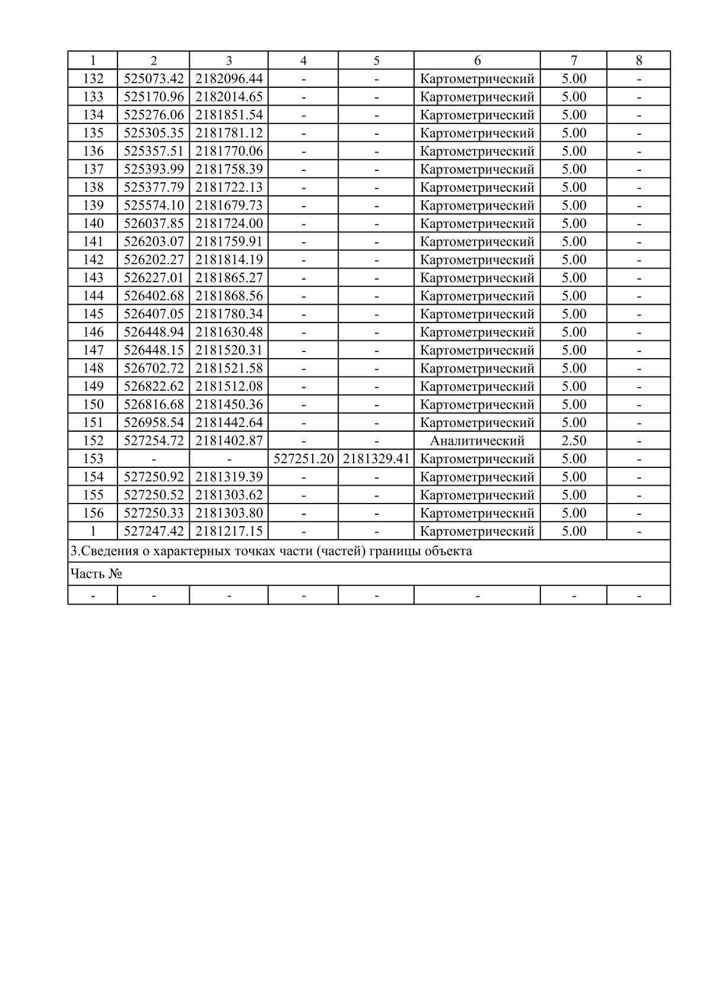 1 2 3 4 5 6 7 8
132 525073.42 2182096.44 - - Картометрический 5.00 -
133 525170.96 2182014.65 - - Картометрический 5.00 -
134 525276.06 2181851.54 - - Картометрический 5.00 -
135 525305.35 2181781.12 - - Картометрический 5.00 -
136 525357.51 2181770.06 - - Картометрический 5.00 -
137 525393.99 2181758.39 - - Картометрический 5.00 -
138 525377.79 2181722.13 - - Картометрический 5.00 -
139 525574.10 2181679.73 - - Картометрический 5.00 -
140 526037.85 2181724.00 - - Картометрический 5.00 -
141 526203.07 2181759.91 - - Картометрический 5.00 -
142 526202.27 2181814.19 - - Картометрический 5.00 -
143 526227.01 2181865.27 - - Картометрический 5.00 -
144 526402.68 2181868.56 - - Картометрический 5.00 -
145 526407.05 2181780.34 - - Картометрический 5.00 -
146 526448.94 2181630.48 - - Картометрический 5.00 -
147 526448.15 2181520.31 - - Картометрический 5.00 -
148 526702.72 2181521.58 - - Картометрический 5.00 -
149 526822.62 2181512.08 - - Картометрический 5.00 -
150 526816.68 2181450.36 - - Картометрический 5.00 -
151 526958.54 2181442.64 - - Картометрический 5.00 -
152 527254.72 2181402.87 - - Аналитический 2.50 -
153 - - 527251.20 2181329.41 Картометрический 5.00 -
154 527250.92 2181319.39 - - Картометрический 5.00 -
155 527250.52 2181303.62 - - Картометрический 5.00 -
156 527250.33 2181303.80 - - Картометрический 5.00 -
1 527247.42 2181217.15 - - Картометрический 5.00 -
3.Сведения о характерных точках части (частей) границы объекта
Часть №
- - - - - - - -